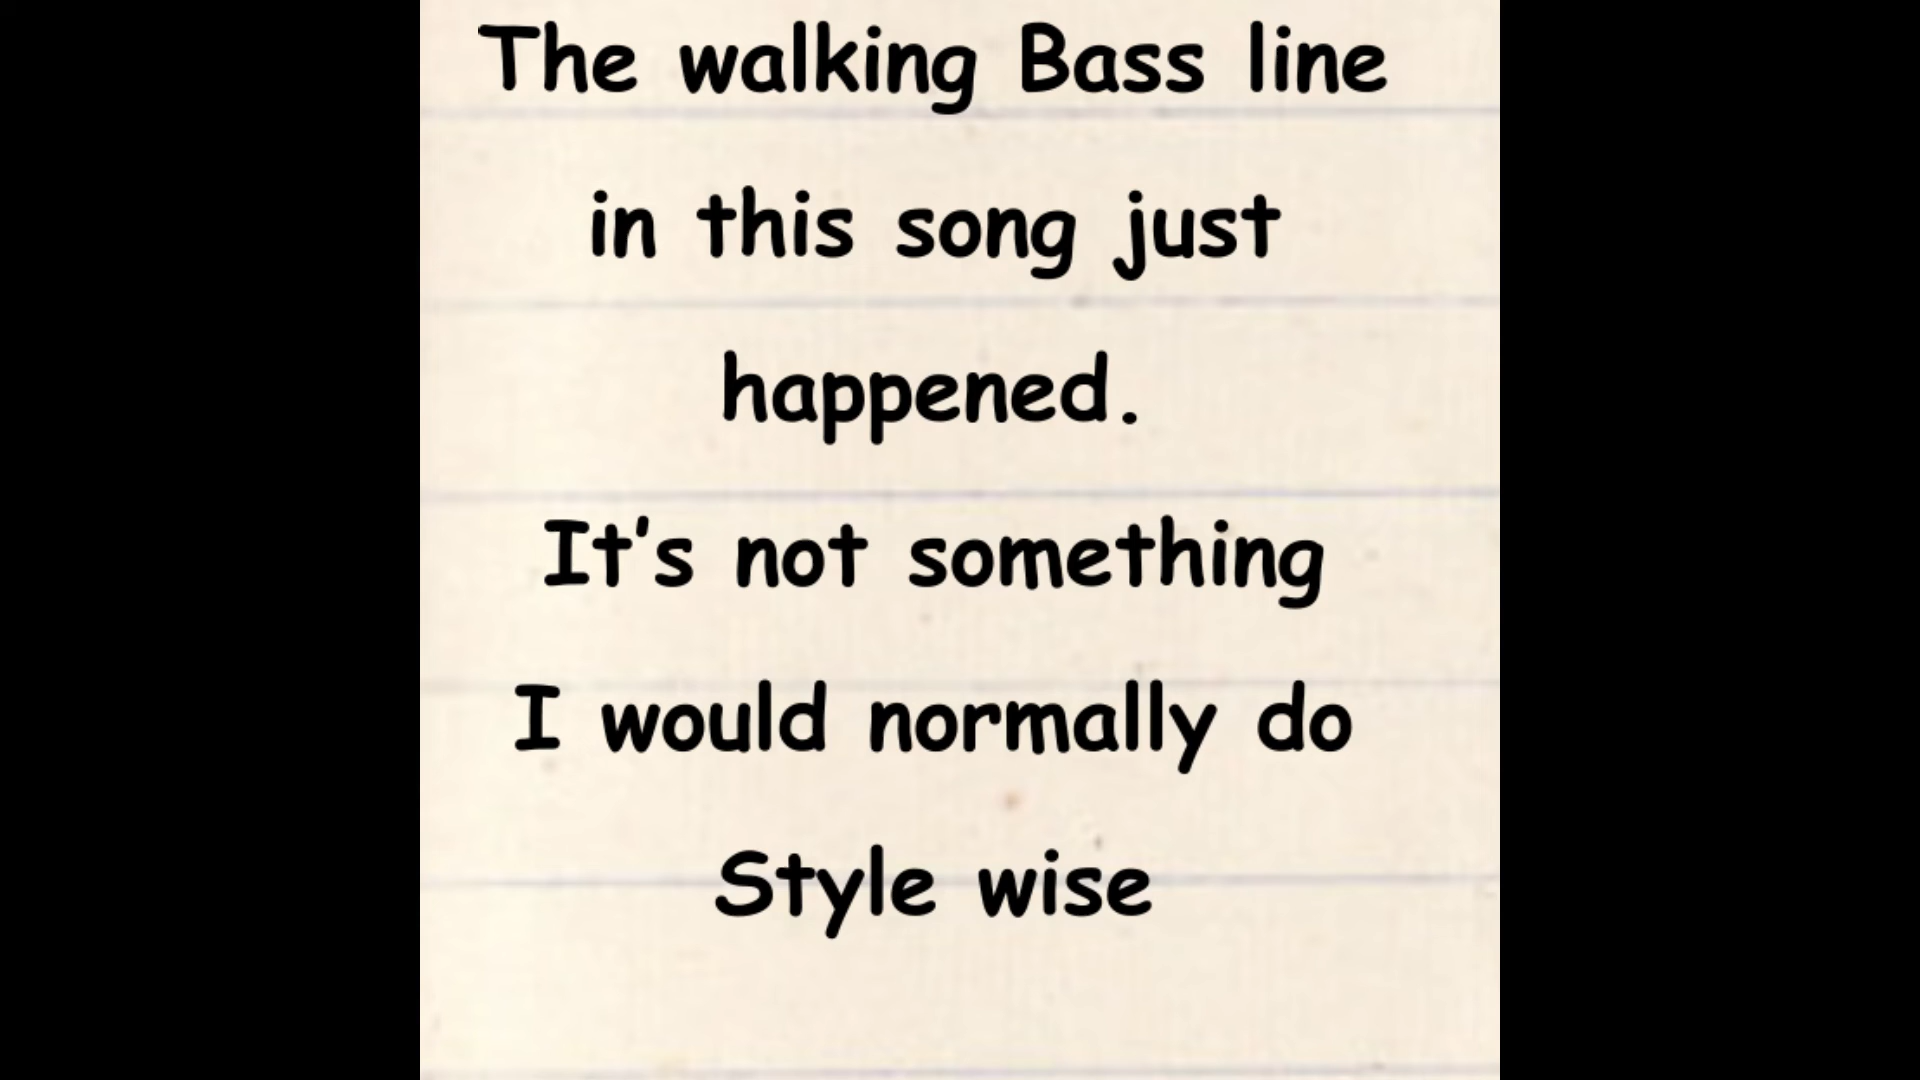 The walking Bass line
in this song just
happened.
It's not something
I would normally do
Style wise